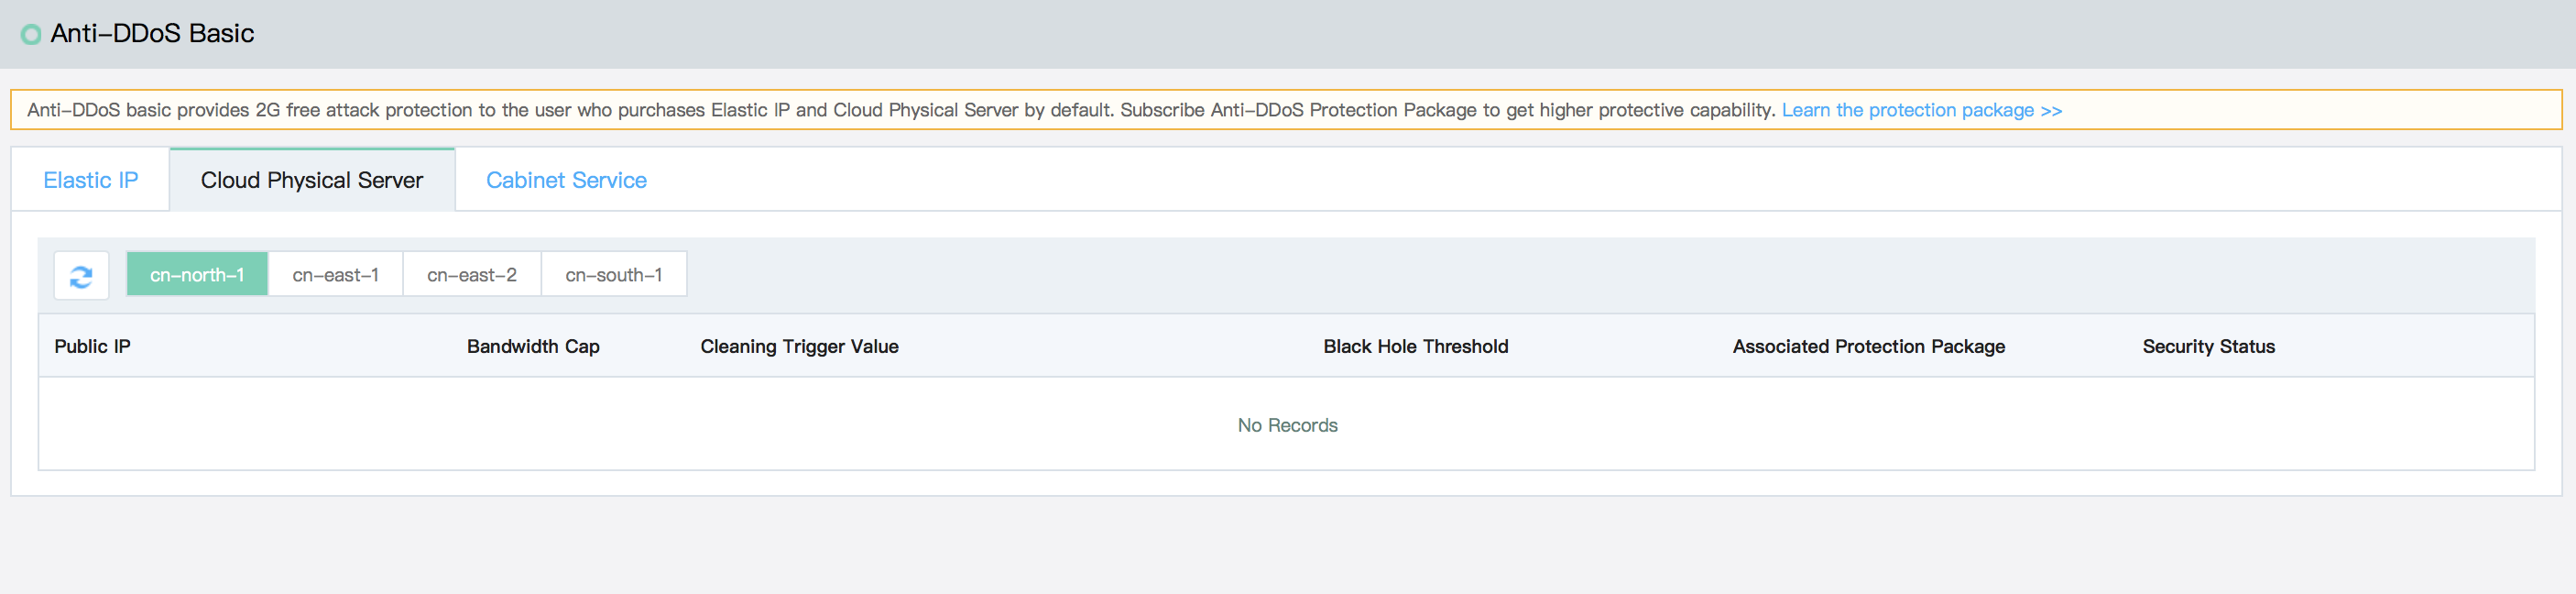 Anti-DDoS Basic
Anti-DDoS basic provides 2G free attack protection to the user who purchases Elastic IP and Cloud Physical Server by default. Subscribe Anti-DDoS Protection Package to get higher protective capability. Learn the protection package >>
Elastic IP Cloud Physical Server Cabinet Service
cn-north-1 cn-east-1 cn-east-2 cn-south-1
Public IP Bandwidth Cap Cleaning Trigger Value Black Hole Threshold Associated Protection Package Security Status
No Records